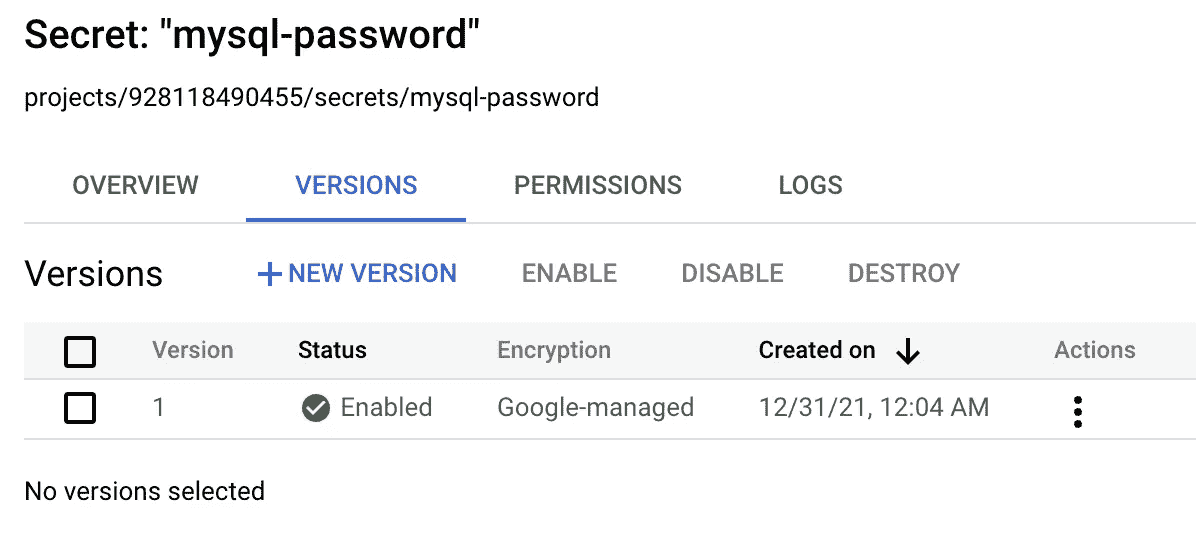 Secret: "mysql-password"
projects/928118490455/secrets/mysql-password
OVERVIEW VERSIONS PERMISSIONS LOGS
Versions + NEW VERSION ENABLE DISABLE DESTROY
Version Status Encryption Created on ↓ Actions
1 Enabled Google-managed 12/31/21, 12:04 AM
No versions selected